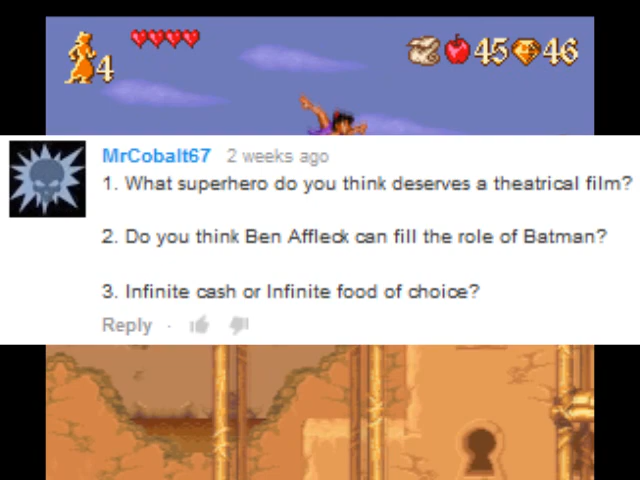 4 45 46
MrCobalt67 2 weeks ago
1. What superhero do you think deserves a theatrical film?
2. Do you think Ben Affleck can fill the role of Batman?
3. Infinite cash or Infinite food of choice?
Reply ·